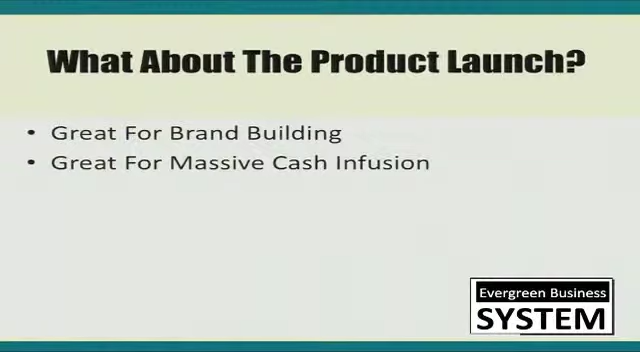 What About The Product Launch?
• Great For Brand Building
• Great For Massive Cash Infusion
Evergreen Business
SYSTEM